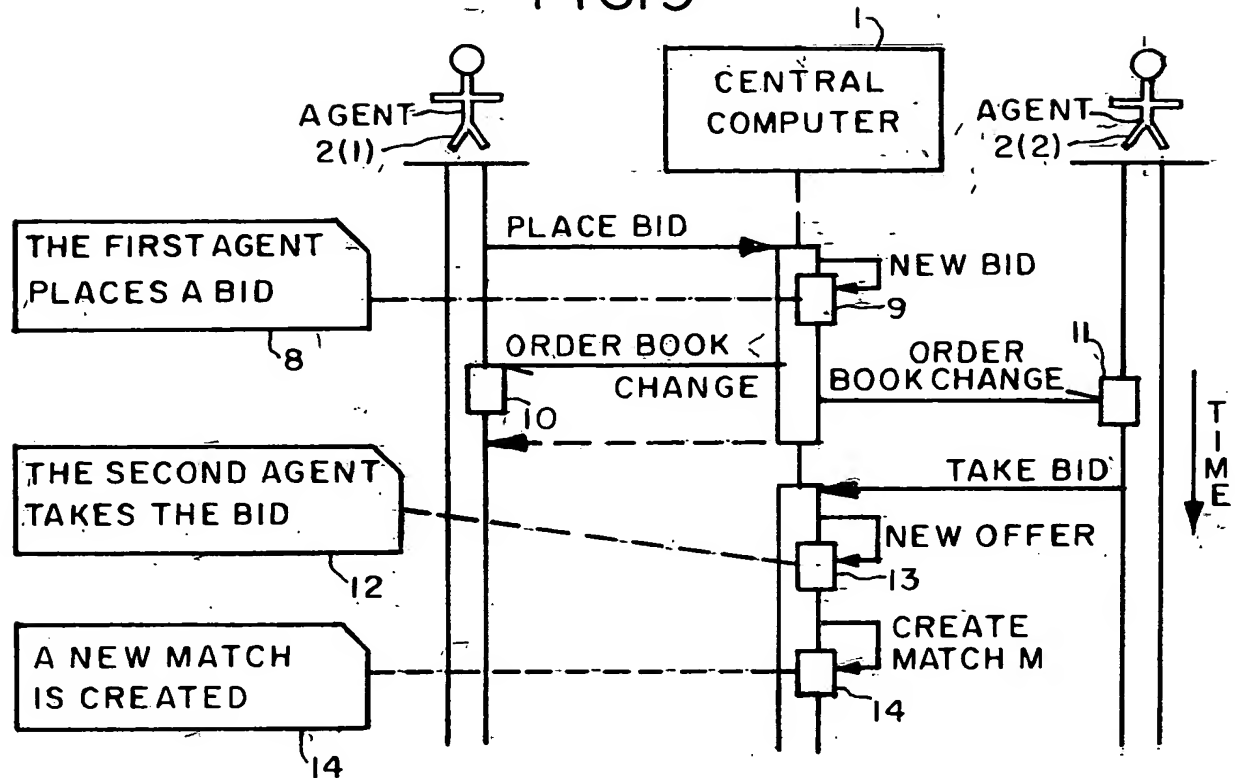 1
CENTRAL
COMPUTER
AGENT
2(1)
AGENT
2(2)
THE FIRST AGENT
PLACES A BID
8
PLACE BID
NEW BID
9
ORDER BOOK
CHANGE
10
ORDER
BOOK CHANGE
11
TIME
THE SECOND AGENT
TAKES THE BID
12
TAKE BID
NEW OFFER
13
A NEW MATCH
IS CREATED
14
CREATE
MATCH M
14